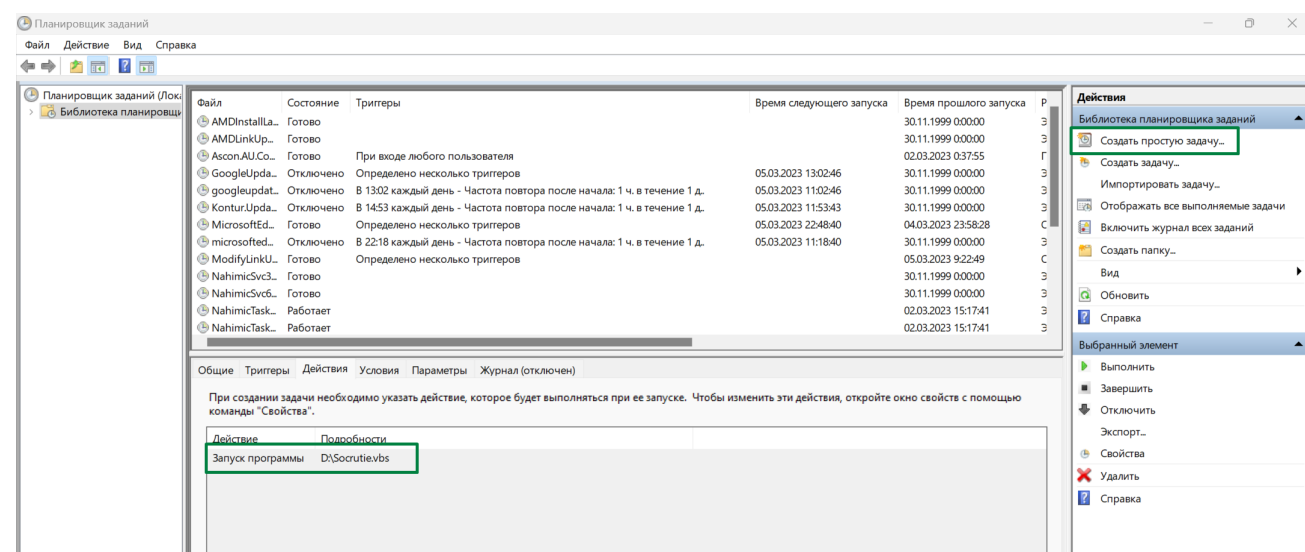 Планировщик заданий
Файл Действие Вид Справка
Планировщик заданий (Лока
Библиотека планировщи
Файл Состояние Триггеры Время следующего запуска Время прошлого запуска Р
AMDInstallLa... Готово 30.11.1999 0:00:00 Э
AMDLinkUp... Готово 30.11.1999 0:00:00 Э
Ascon.AU.Co... Готово При входе любого пользователя 02.03.2023 0:37:55 Г
GoogleUpda... Отключено Определено несколько триггеров 05.03.2023 13:02:46 30.11.1999 0:00:00 Э
googleupdat... Отключено В 13:02 каждый день - Частота повтора после начала: 1 ч. в течение 1 д.. 05.03.2023 11:02:46 30.11.1999 0:00:00 Э
Kontur.Upda... Отключено В 14:53 каждый день - Частота повтора после начала: 1 ч. в течение 1 д.. 05.03.2023 11:53:43 30.11.1999 0:00:00 Э
MicrosoftEd... Готово Определено несколько триггеров 05.03.2023 22:48:40 04.03.2023 23:58:28 С
microsofted... Отключено В 22:18 каждый день - Частота повтора после начала: 1 ч. в течение 1 д.. 05.03.2023 11:18:40 30.11.1999 0:00:00 Э
ModifyLinkU... Готово Определено несколько триггеров 05.03.2023 9:22:49 С
NahimicSvc3... Готово 30.11.1999 0:00:00 Э
NahimicSvc6... Готово 30.11.1999 0:00:00 Э
NahimicTask... Работает 02.03.2023 15:17:41 Э
NahimicTask... Работает 02.03.2023 15:17:41 Э
Общие Триггеры Действия Условия Параметры Журнал (отключен)
При создании задачи необходимо указать действие, которое будет выполняться при ее запуске. Чтобы изменить эти действия, откройте окно свойств с помощью
команды "Свойства".
Действие Подробности
Запуск программы D:\Socrutie.vbs
Действия
Библиотека планировщика заданий
Создать простую задачу...
Создать задачу...
Импортировать задачу...
Отображать все выполняемые задачи
Включить журнал всех заданий
Создать папку...
Вид
Обновить
Справка
Выбранный элемент
Выполнить
Завершить
Отключить
Экспорт...
Свойства
Удалить
Справка